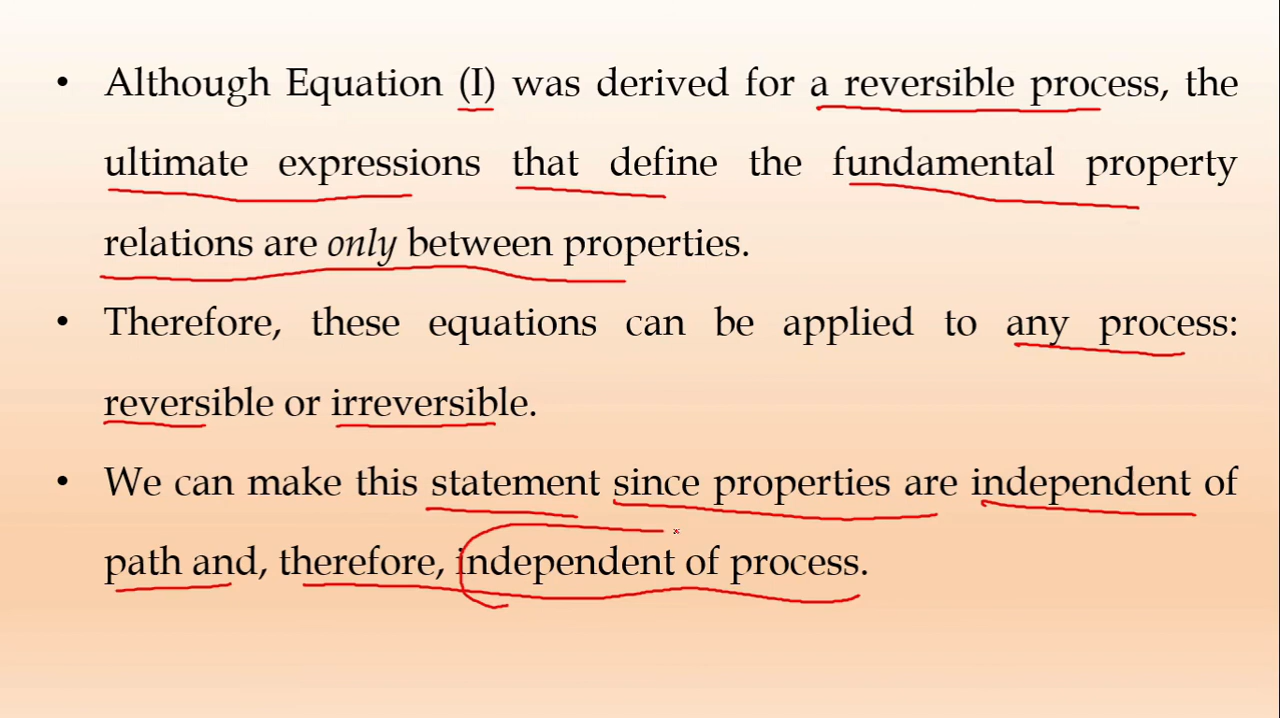 • Although Equation (I) was derived for a reversible process, the
ultimate expressions that define the fundamental property
relations are only between properties.
• Therefore, these equations can be applied to any process:
reversible or irreversible.
• We can make this statement since properties are independent of
path and, therefore, independent of process.